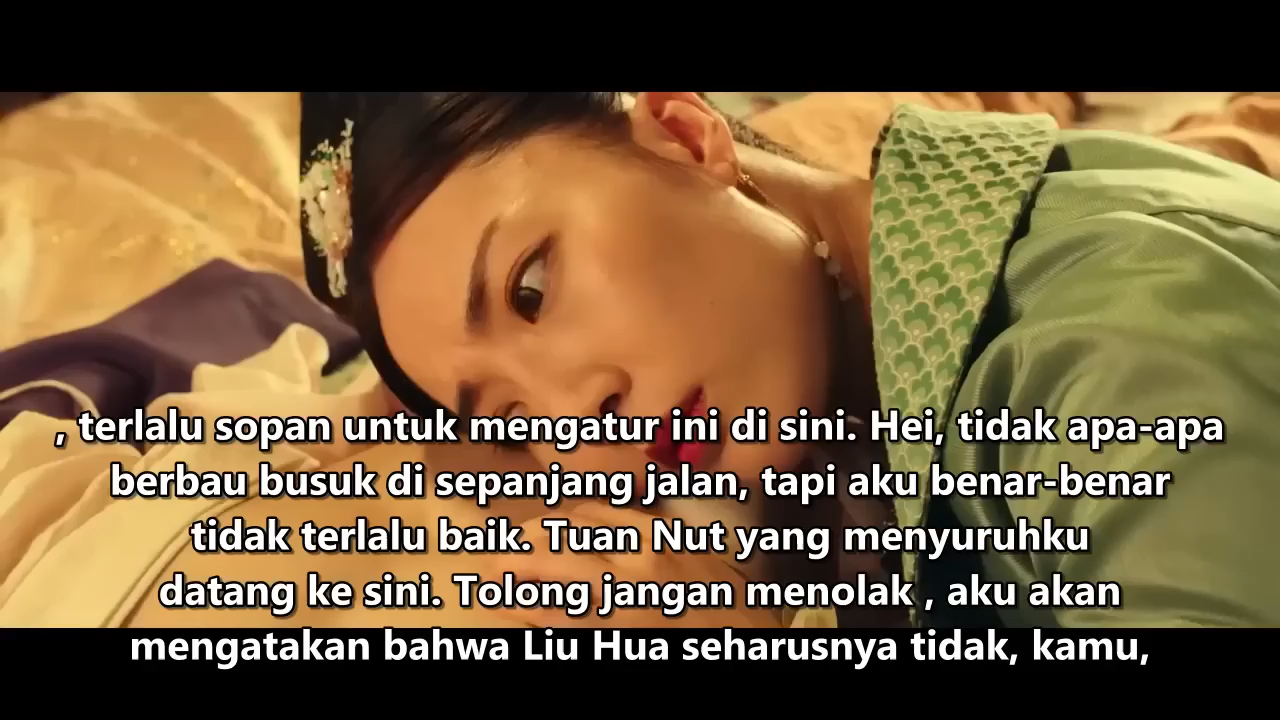 , terlalu sopan untuk mengatur ini di sini. Hei, tidak apa-apa
berbau busuk di sepanjang jalan, tapi aku benar-benar
tidak terlalu baik. Tuan Nut yang menyuruhku
datang ke sini. Tolong jangan menolak , aku akan
mengatakan bahwa Liu Hua seharusnya tidak, kamu,